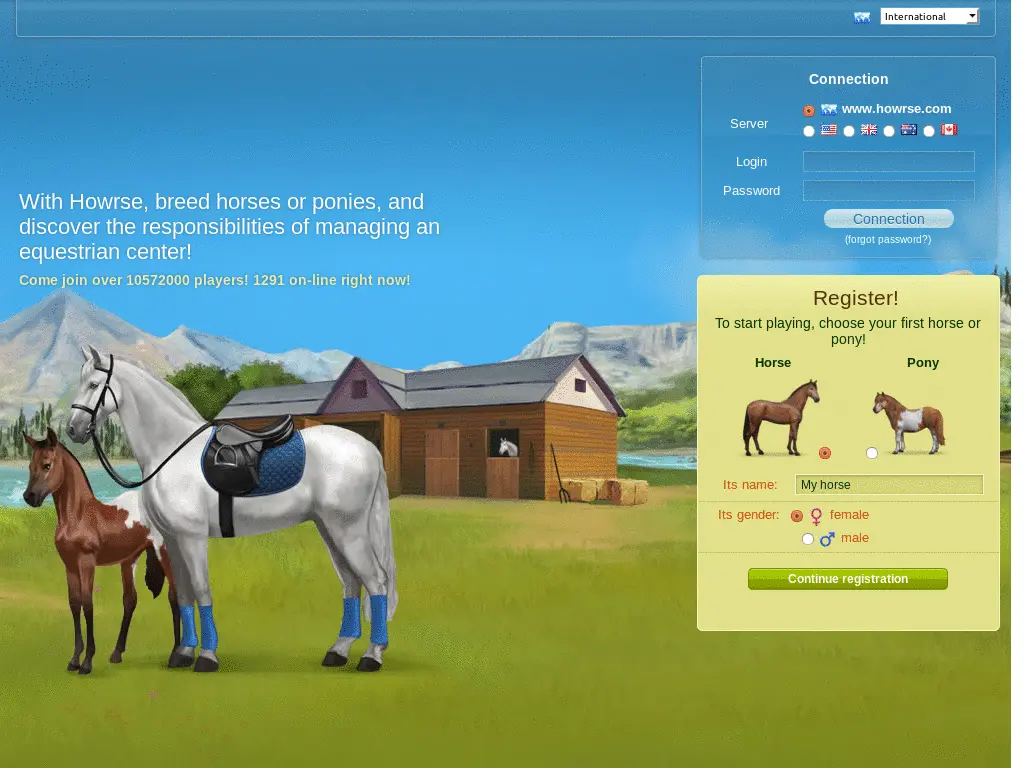 International
Connection
www.howrse.com
Server
Login
Password
Connection
(forgot password?)
With Howrse, breed horses or ponies, and
discover the responsibilities of managing an
equestrian center!
Come join over 10572000 players! 1291 on-line right now!
Register!
To start playing, choose your first horse or
pony!
Horse Pony
Its name: My horse
Its gender: female
male
Continue registration